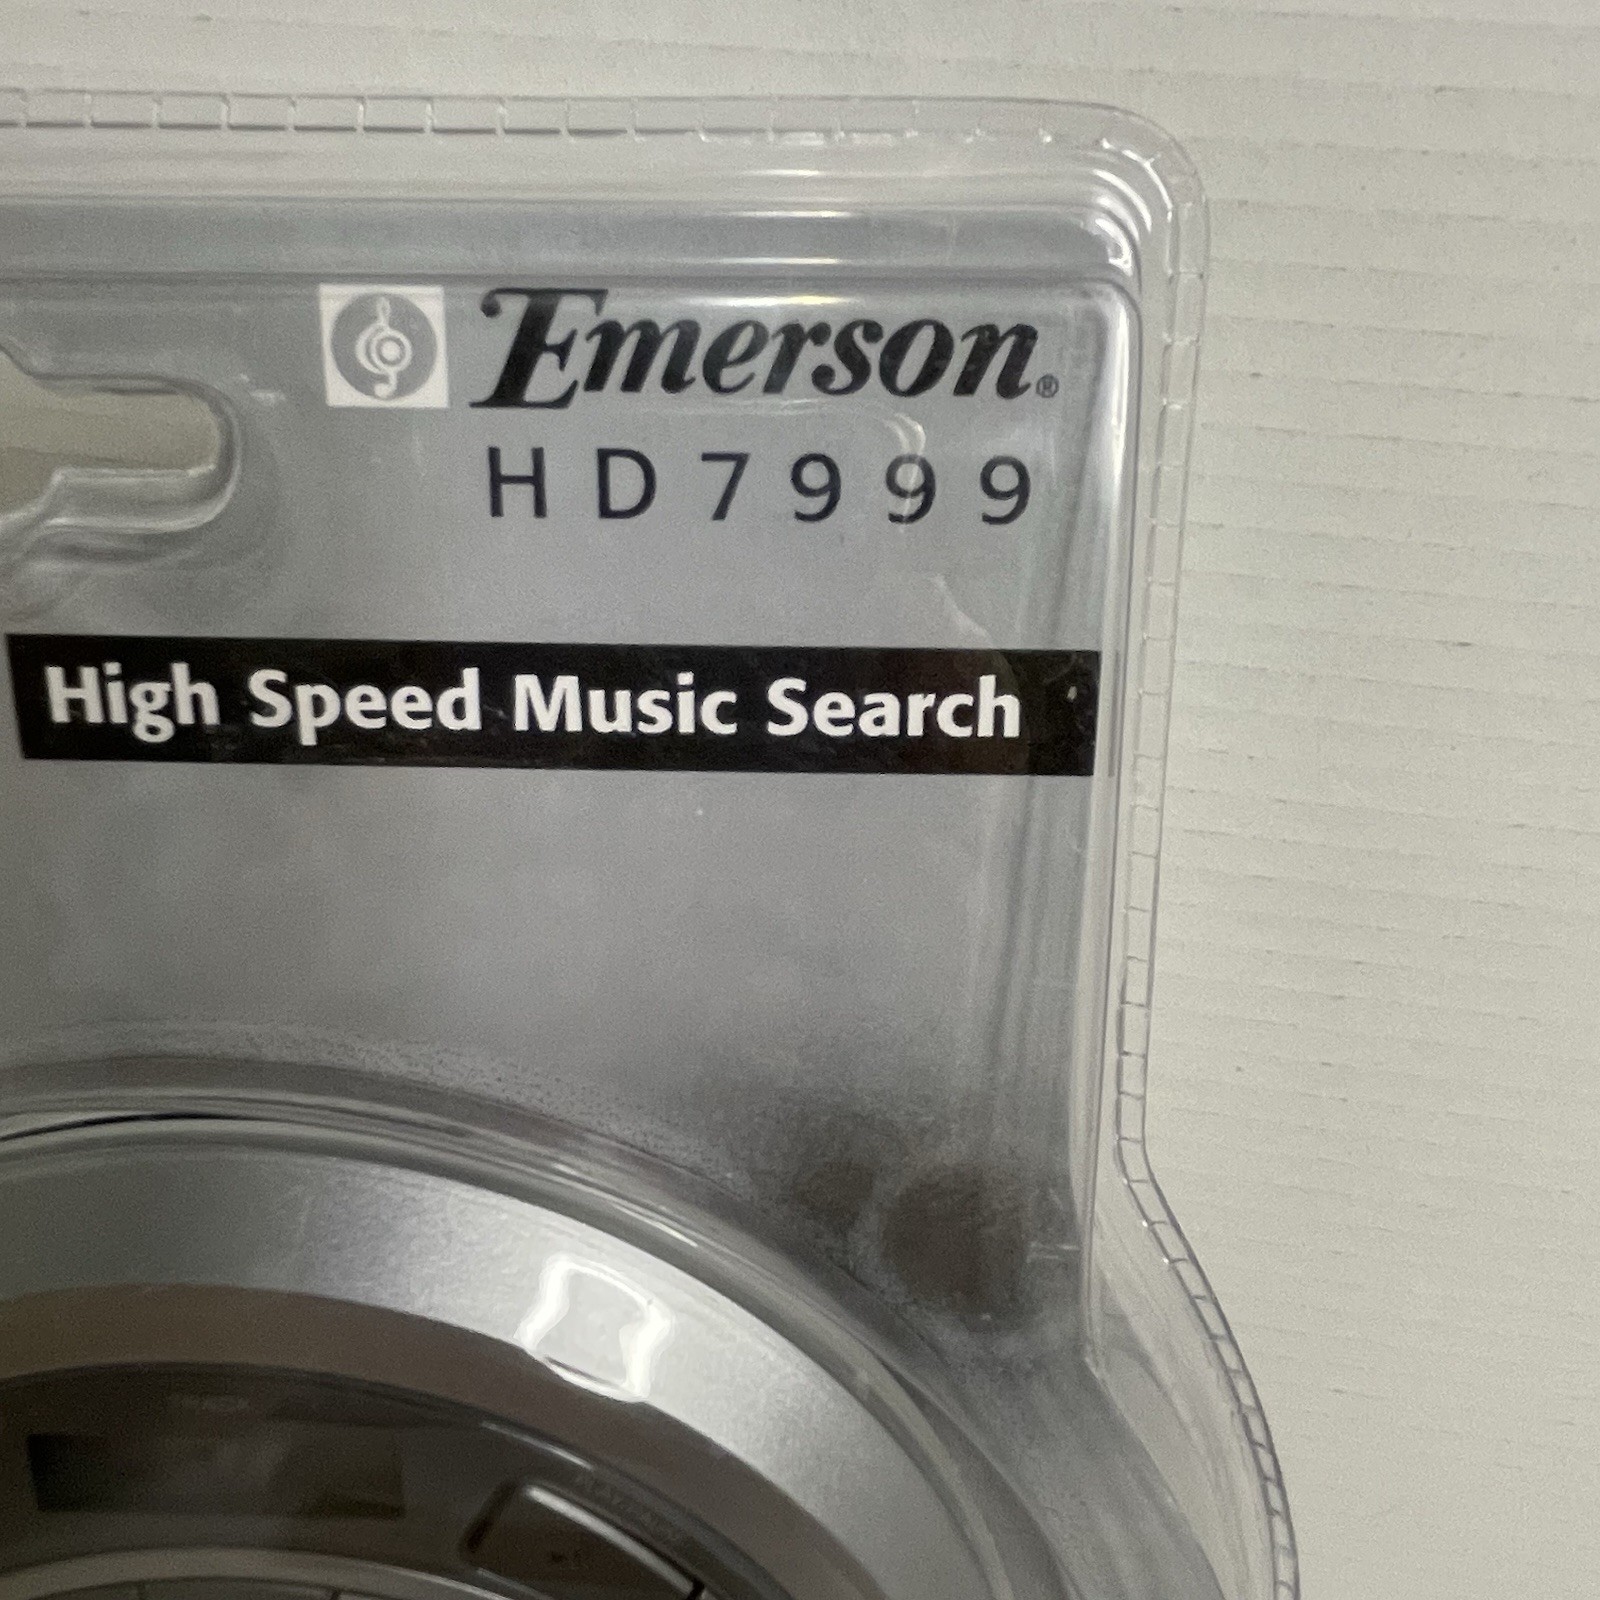 Emerson®
HD7999
High Speed Music Search